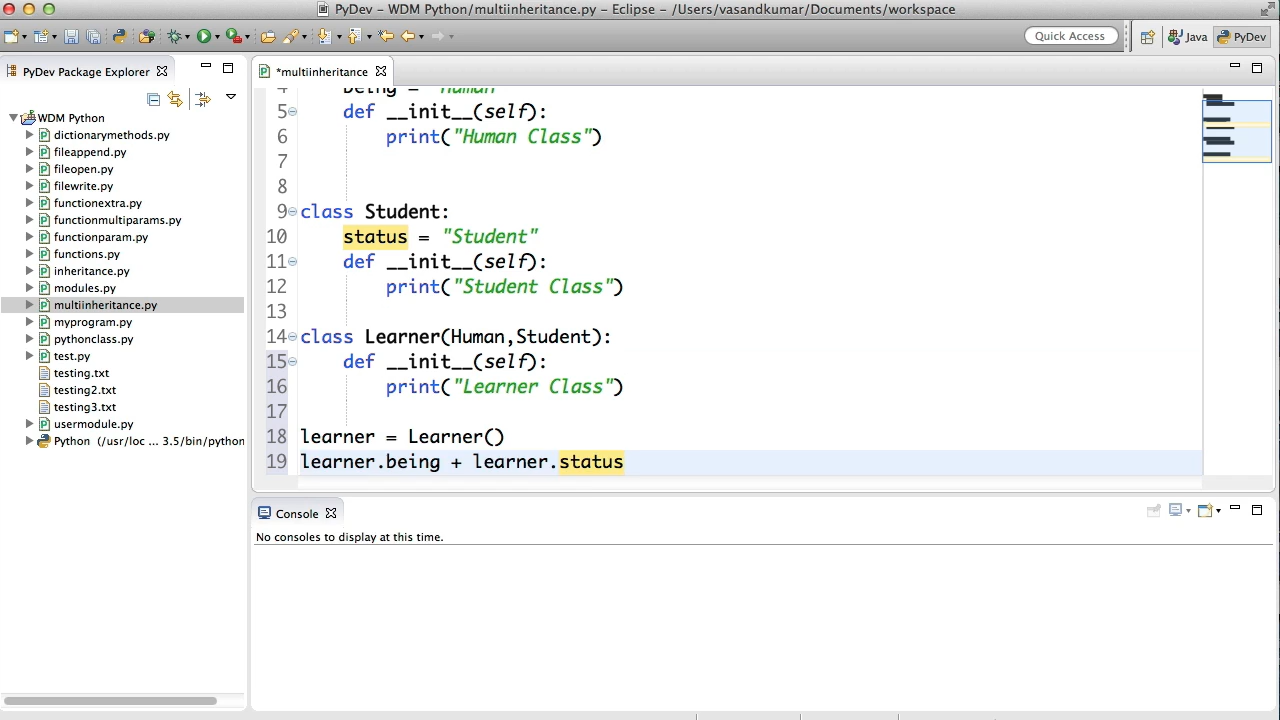 PyDev - WDM Python/multiinheritance.py - Eclipse - /Users/vasandkumar/Documents/workspace
Quick Access
Java
PyDev
PyDev Package Explorer
WDM Python
dictionarymethods.py
fileappend.py
fileopen.py
filewrite.py
functionextra.py
functionmultiparams.py
functionparam.py
functions.py
inheritance.py
modules.py
multiinheritance.py
myprogram.py
pythonclass.py
test.py
testing.txt
testing2.txt
testing3.txt
usermodule.py
Python (/usr/loc ... 3.5/bin/python
*multiinheritance
4 being = "Human"
5 def __init__(self):
6 print("Human Class")
7
8
9 class Student:
10 status = "Student"
11 def __init__(self):
12 print("Student Class")
13
14 class Learner(Human,Student):
15 def __init__(self):
16 print("Learner Class")
17
18 learner = Learner()
19 learner.being + learner.status
Console
No consoles to display at this time.